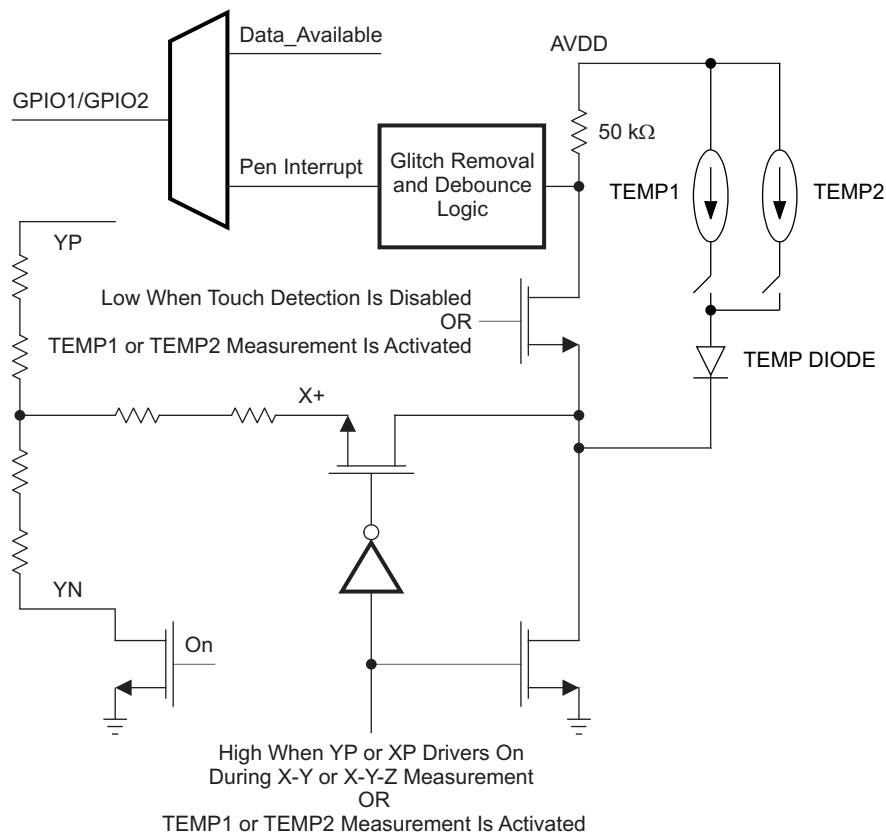 Data_Available
AVDD
GPIO1/GPIO2
50 kΩ
Pen Interrupt
Glitch Removal
and Debounce
Logic
TEMP1
TEMP2
YP
Low When Touch Detection Is Disabled
OR
TEMP1 or TEMP2 Measurement Is Activated
TEMP DIODE
X+
YN
On
High When YP or XP Drivers On
During X-Y or X-Y-Z Measurement
OR
TEMP1 or TEMP2 Measurement Is Activated